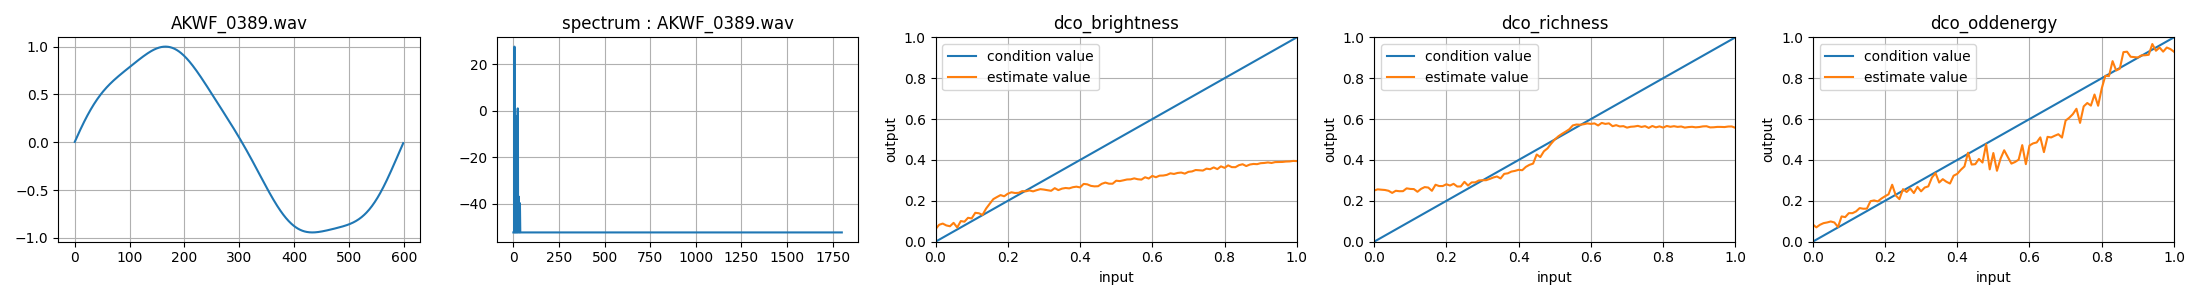 AKWF_0389.wav
1.0
0.5
0.0
−0.5
−1.0
0 100 200 300 400 500 600
spectrum : AKWF_0389.wav
20
0
−20
−40
0 250 500 750 1000 1250 1500 1750
dco_brightness
condition value
estimate value
output
1.0
0.8
0.6
0.4
0.2
0.0
0.0 0.2 0.4 0.6 0.8 1.0
input
dco_richness
condition value
estimate value
output
1.0
0.8
0.6
0.4
0.2
0.0
0.0 0.2 0.4 0.6 0.8 1.0
input
dco_oddenergy
condition value
estimate value
output
1.0
0.8
0.6
0.4
0.2
0.0
0.0 0.2 0.4 0.6 0.8 1.0
input